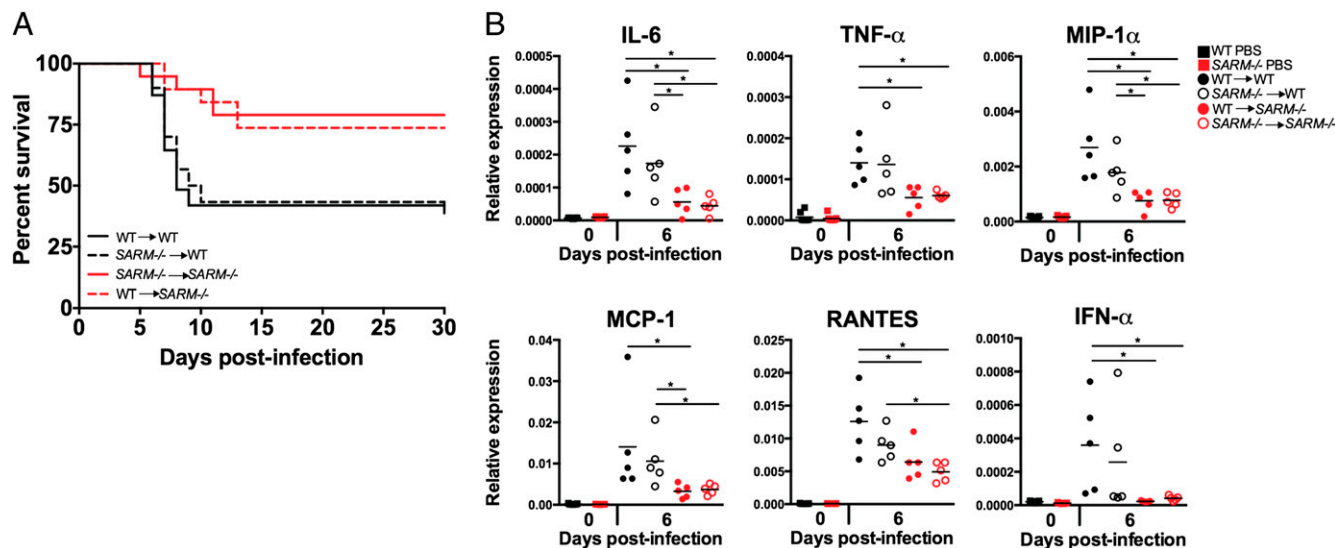 A
100
75
50
25
0
Percent survival
WT→WT
SARM-/-→WT
SARM-/-→SARM-/-
WT→SARM-/-
0 5 10 15 20 25 30
Days post-infection
B
IL-6
Relative expression
0.0005
0.0004
0.0003
0.0002
0.0001
0.0000
* 
*
*
*
0 6
Days post-infection
TNF-α
0.0004
0.0003
0.0002
0.0001
0.0000
*
*
0 6
Days post-infection
MIP-1α
0.006
0.004
0.002
0.000
*
*
*
*
0 6
Days post-infection
WT PBS
SARM-/- PBS
WT→WT
SARM-/-→WT
WT→SARM-/-
SARM-/-→SARM-/-
MCP-1
Relative expression
0.04
0.03
0.02
0.01
0.00
*
*
*
0 6
Days post-infection
RANTES
0.025
0.020
0.015
0.010
0.005
0.000
*
*
*
0 6
Days post-infection
IFN-α
0.0010
0.0008
0.0006
0.0004
0.0002
0.0000
*
*
0 6
Days post-infection